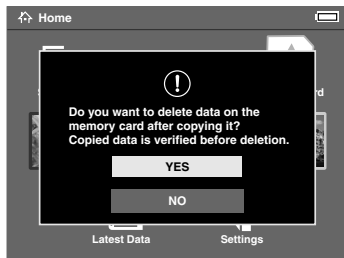 Home
Do you want to delete data on the
memory card after copying it?
Copied data is verified before deletion.
YES
NO
Latest Data
Settings